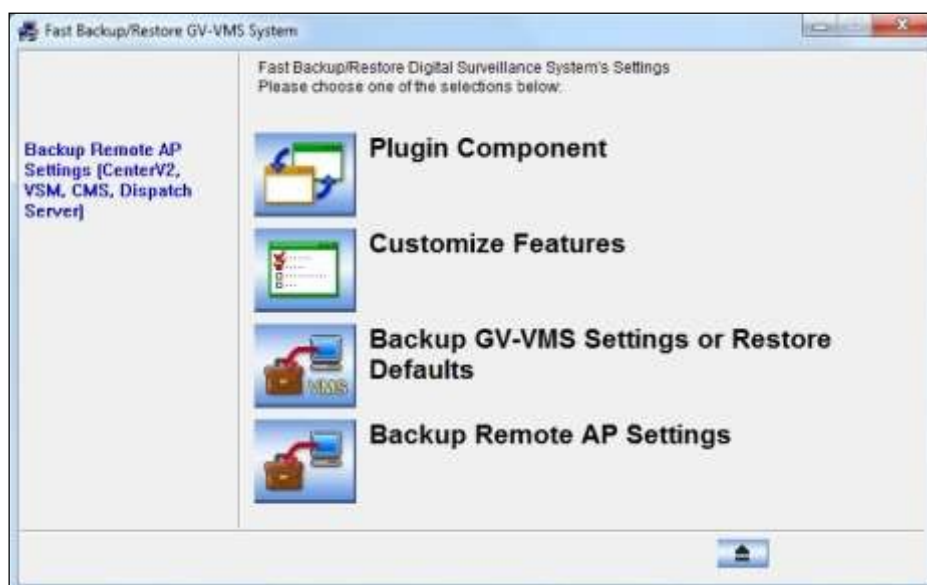 Fast Backup/Restore GV-VMS System
Fast Backup/Restore Digital Surveillance System's Settings
Please choose one of the selections below:
Backup Remote AP
Settings [CenterV2,
VSM, CMS, Dispatch
Server]
Plugin Component
Customize Features
Backup GV-VMS Settings or Restore
Defaults
VMS
Backup Remote AP Settings